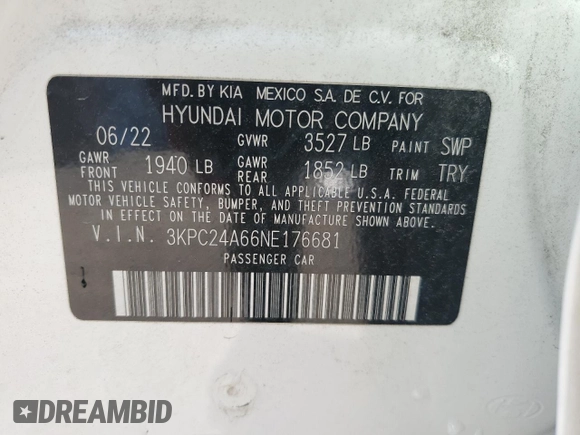 MFD. BY KIA MEXICO S.A. DE C.V. FOR
HYUNDAI MOTOR COMPANY
06/22 GVWR 3527 LB PAINT SWP
GAWR FRONT 1940 LB GAWR REAR 1852 LB TRIM TRY
THIS VEHICLE CONFORMS TO ALL APPLICABLE U.S.A. FEDERAL
MOTOR VEHICLE SAFETY, BUMPER, AND THEFT PREVENTION STANDARDS
IN EFFECT ON THE DATE OF MANUFACTURE SHOWN ABOVE.
V.I.N. 3KPC24A66NE176681
PASSENGER CAR
DREAMBID